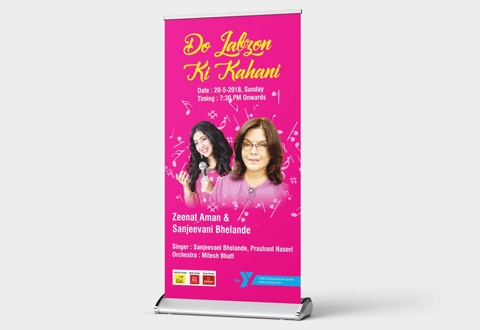 Do Labzon
Ki Kahani
Date : 20-5-2018, Sunday
Timing : 7:30 PM Onwards
Zeenat Aman &
Sanjeevani Bhelande
Singer : Sanjeevani Bhelande, Prashant Naseri
Orchestra : Mitesh Bhatt